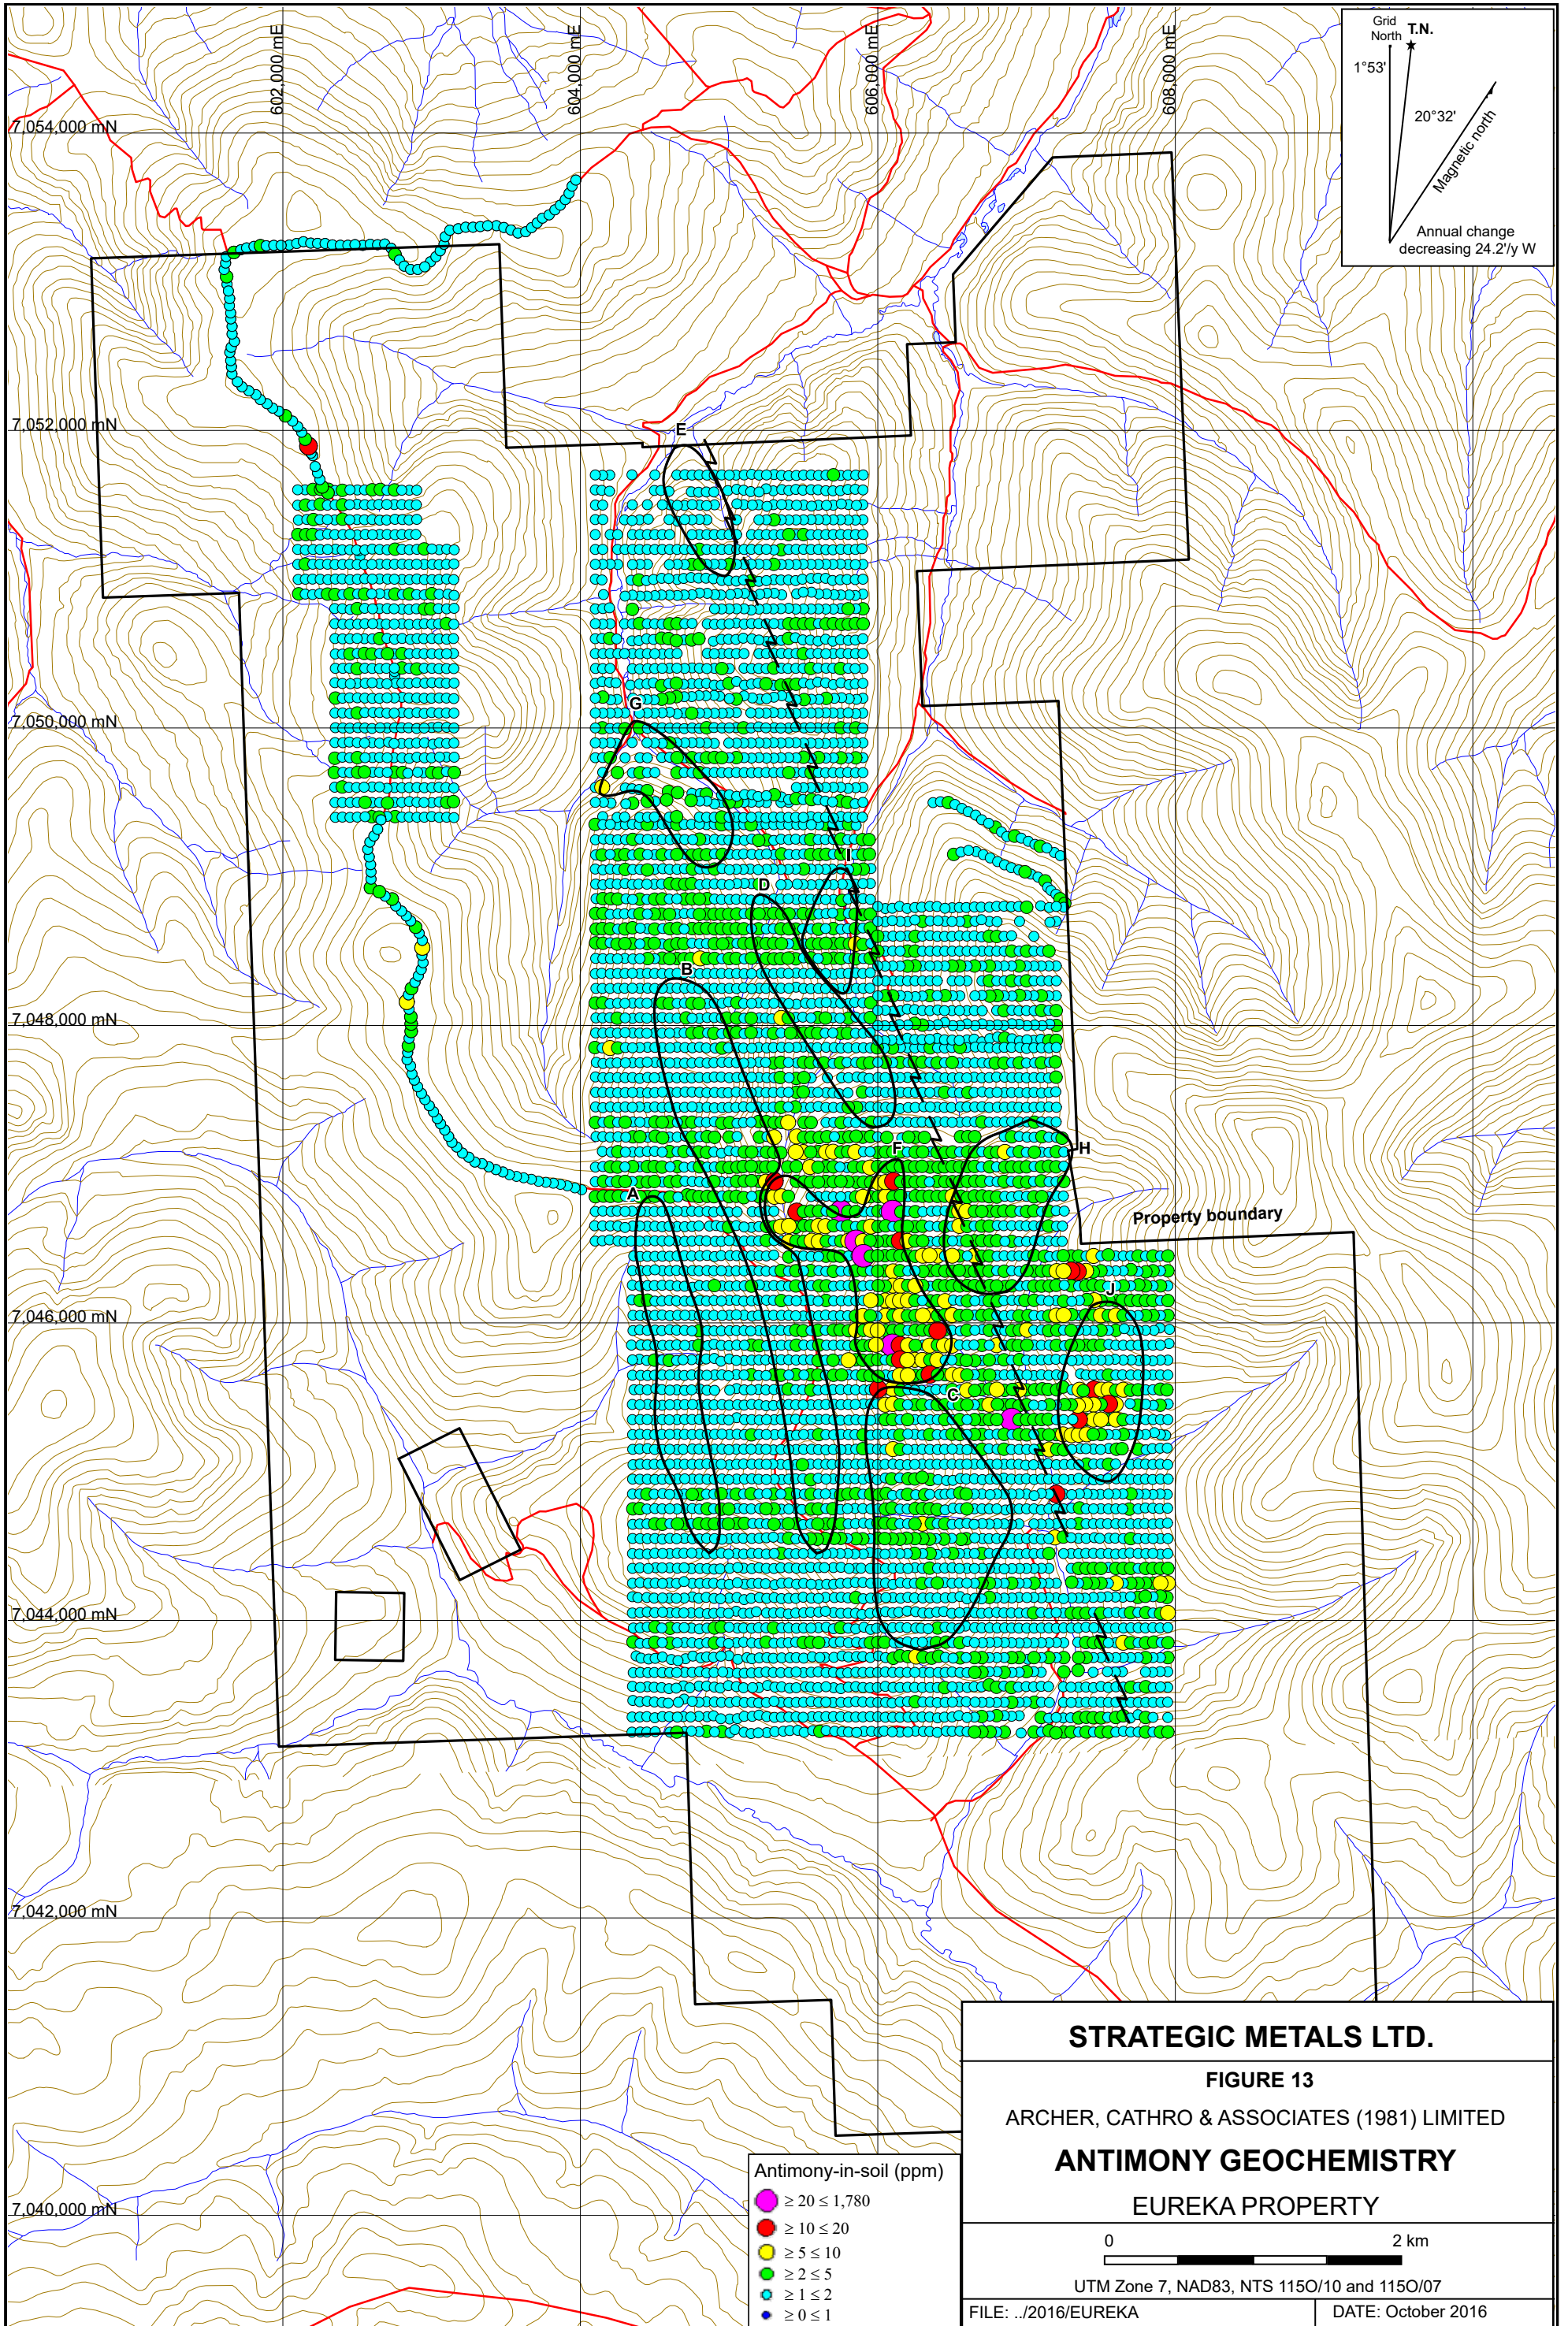 602,000 mE
604,000 mE
606,000 mE
608,000 mE
Grid
North
T.N.
1°53'
20°32'
Magnetic north
Annual change
decreasing 24.2'/y W
7,054,000 mN
7,052,000 mN
E
7,050,000 mN
G
I
D
B
7,048,000 mN
F
H
A
Property boundary
J
7,046,000 mN
C
7,044,000 mN
7,042,000 mN
7,040,000 mN
Antimony-in-soil (ppm)
≥ 20 ≤ 1,780
≥ 10 ≤ 20
≥ 5 ≤ 10
≥ 2 ≤ 5
≥ 1 ≤ 2
≥ 0 ≤ 1
STRATEGIC METALS LTD.
FIGURE 13
ARCHER, CATHRO & ASSOCIATES (1981) LIMITED
ANTIMONY GEOCHEMISTRY
EUREKA PROPERTY
0 2 km
UTM Zone 7, NAD83, NTS 115O/10 and 115O/07
FILE: ../2016/EUREKA DATE: October 2016